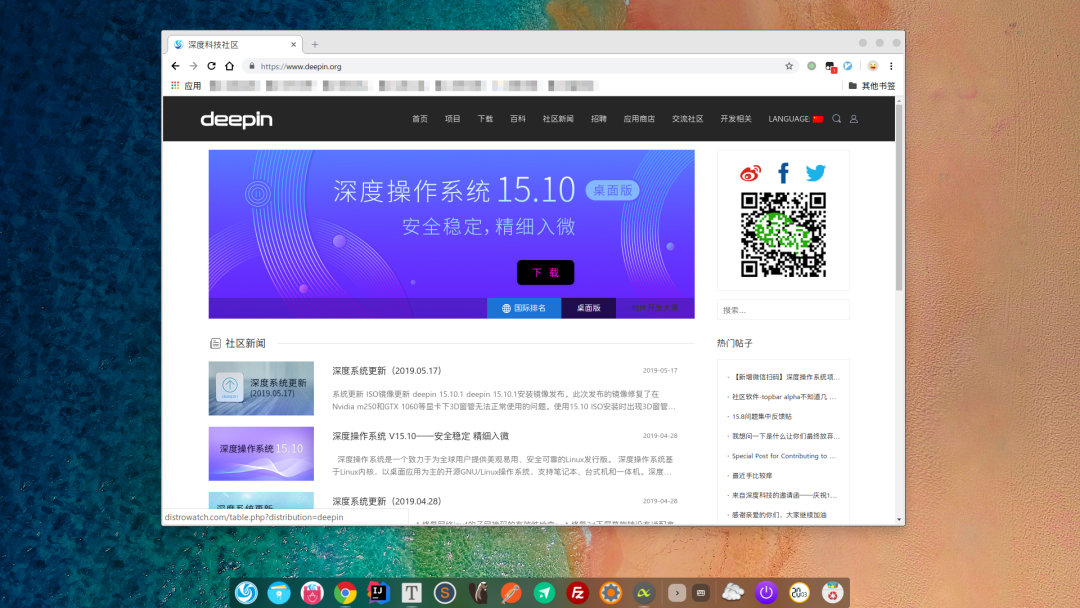 深度科技社区
https://www.deepin.org
应用
其他书签
deepin
首页 项目 下载 百科 社区新闻 招聘 应用商店 交流社区 开发相关 LANGUAGE:
深度操作系统 15.10 桌面版
安全稳定,精细入微
下 载
国际排名 桌面版
搜索...
社区新闻
深度系统更新
(2019.05.17)
深度系统更新（2019.05.17） 2019-05-17
系统更新 ISO镜像更新 deepin 15.10.1 deepin 15.10.1安装镜像发布。此次发布的镜像修复了在
Nvidia m250和GTX 1060等显卡下3D窗管无法正常使用的问题。使用15.10 ISO安装时出现3D窗管...
深度操作系统 15.10
深度操作系统 V15.10——安全稳定 精细入微 2019-04-28
深度操作系统是一个致力于为全球用户提供美观易用、安全可靠的Linux发行版。 深度操作系统基
于Linux内核，以桌面应用为主的开源GNU/Linux操作系统，支持笔记本、台式机和一体机。深度...
深度系统更新
深度系统更新（2019.04.28） 2019-04-28
热门帖子
【新增微信扫码】深度操作系统项...
社区软件-topbar alpha不知道几 ...
15.8问题集中反馈帖
我想问一下是什么让你们最终放弃...
Special Post for Contributing to ...
最近手比较痒
来自深度科技的邀请函——庆祝1...
感谢亲爱的你们，大家继续加油
distrowatch.com/table.php?distribution=deepin
IJ
T
S
FZ
20 03